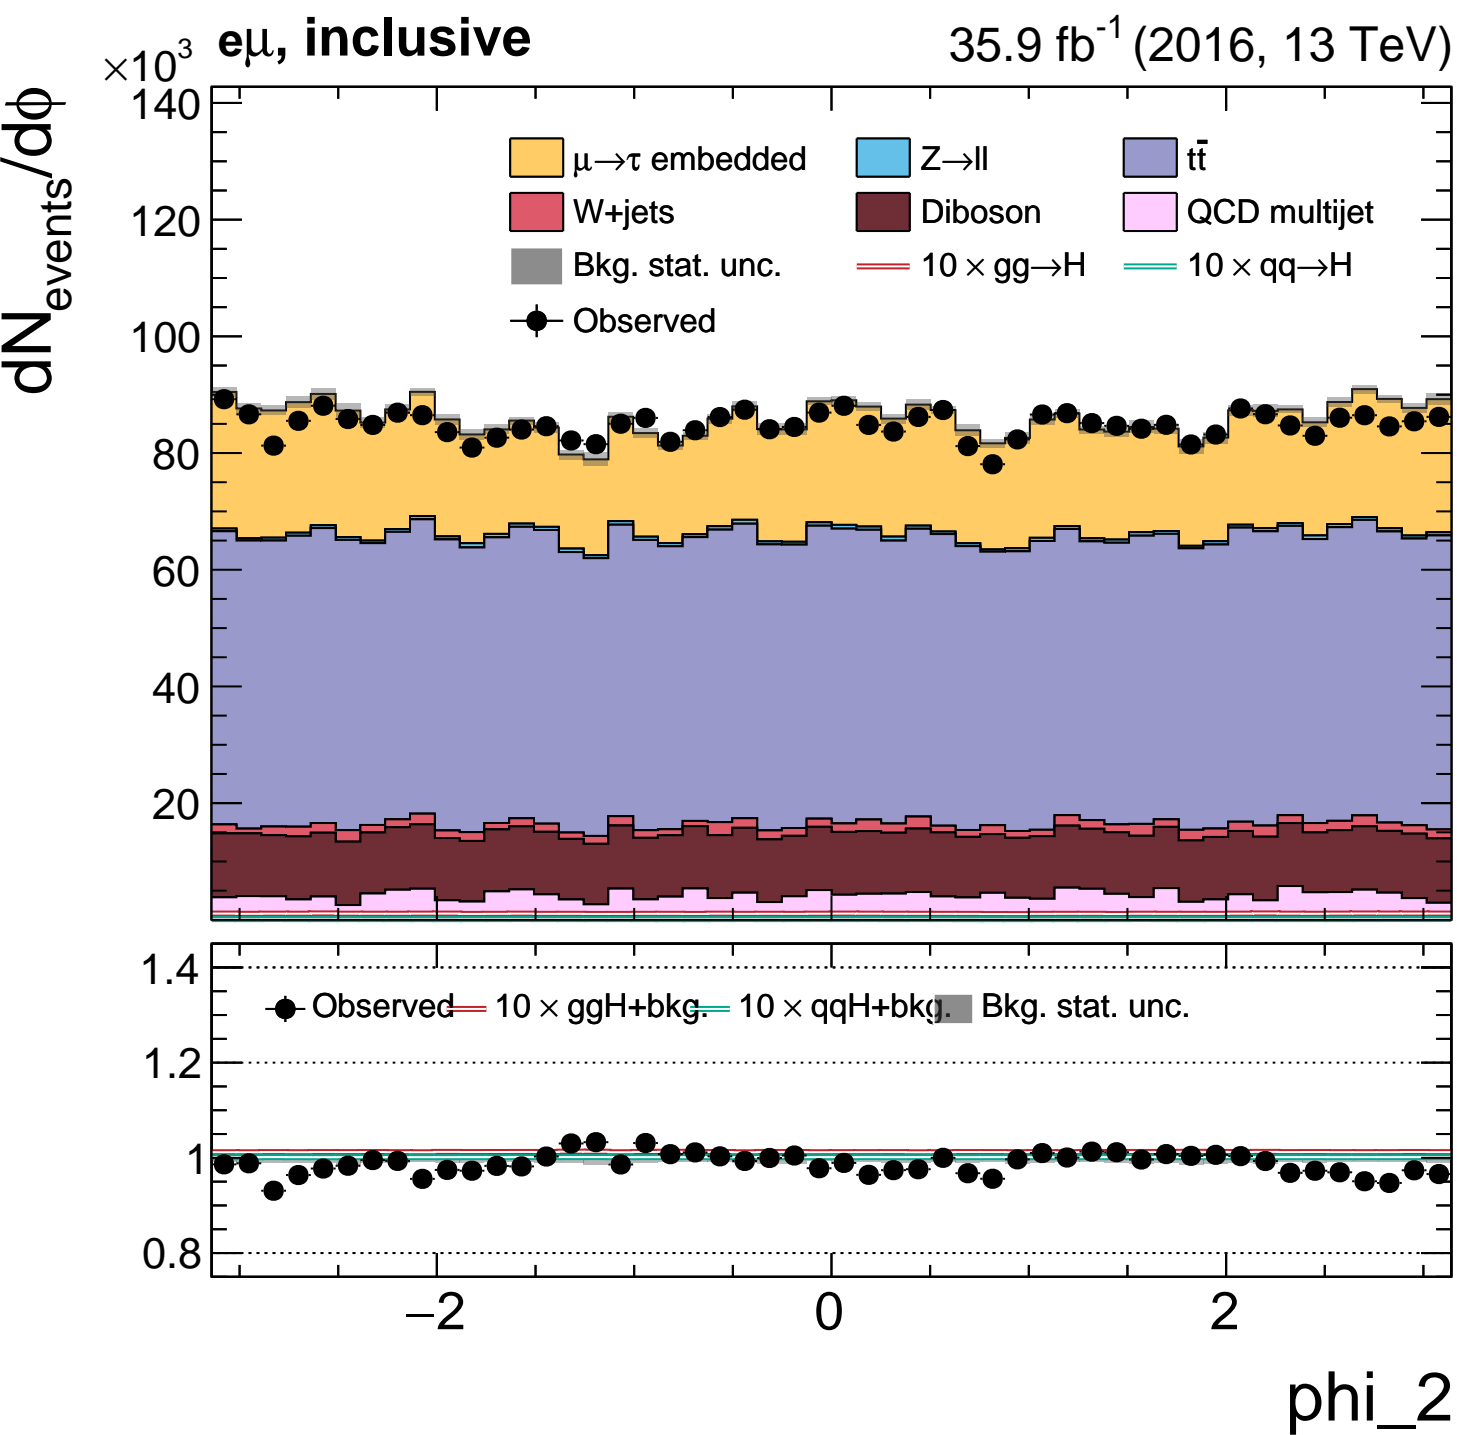 eμ, inclusive 35.9 fb⁻¹ (2016, 13 TeV)
×10³
dN_events/dϕ
140
120
100
80
60
40
20
μ→τ embedded Z→ll tt̄
W+jets Diboson QCD multijet
Bkg. stat. unc. 10 × gg→H 10 × qq→H
Observed
1.4
1.2
1
0.8
Observed 10 × ggH+bkg. 10 × qqH+bkg. Bkg. stat. unc.
−2 0 2
phi_2